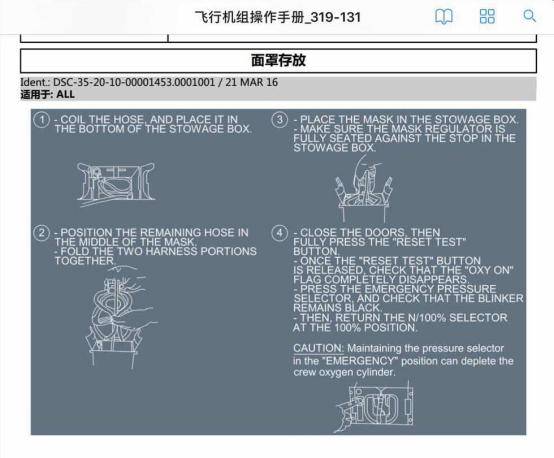 飞行机组操作手册_319-131
面罩存放
Ident.: DSC-35-20-10-00001453.0001001 / 21 MAR 16
适用于: ALL
1 - COIL THE HOSE, AND PLACE IT IN
THE BOTTOM OF THE STOWAGE BOX.
2 - POSITION THE REMAINING HOSE IN
THE MIDDLE OF THE MASK.
- FOLD THE TWO HARNESS PORTIONS
TOGETHER.
3 - PLACE THE MASK IN THE STOWAGE BOX.
- MAKE SURE THE MASK REGULATOR IS
FULLY SEATED AGAINST THE STOP IN THE
STOWAGE BOX.
4 - CLOSE THE DOORS, THEN
FULLY PRESS THE "RESET TEST"
BUTTON.
- ONCE THE "RESET TEST" BUTTON
IS RELEASED, CHECK THAT THE "OXY ON"
FLAG COMPLETELY DISAPPEARS.
- PRESS THE EMERGENCY PRESSURE
SELECTOR, AND CHECK THAT THE BLINKER
REMAINS BLACK.
- THEN, RETURN THE N/100% SELECTOR
AT THE 100% POSITION.
CAUTION: Maintaining the pressure selector
in the "EMERGENCY" position can deplete the
crew oxygen cylinder.